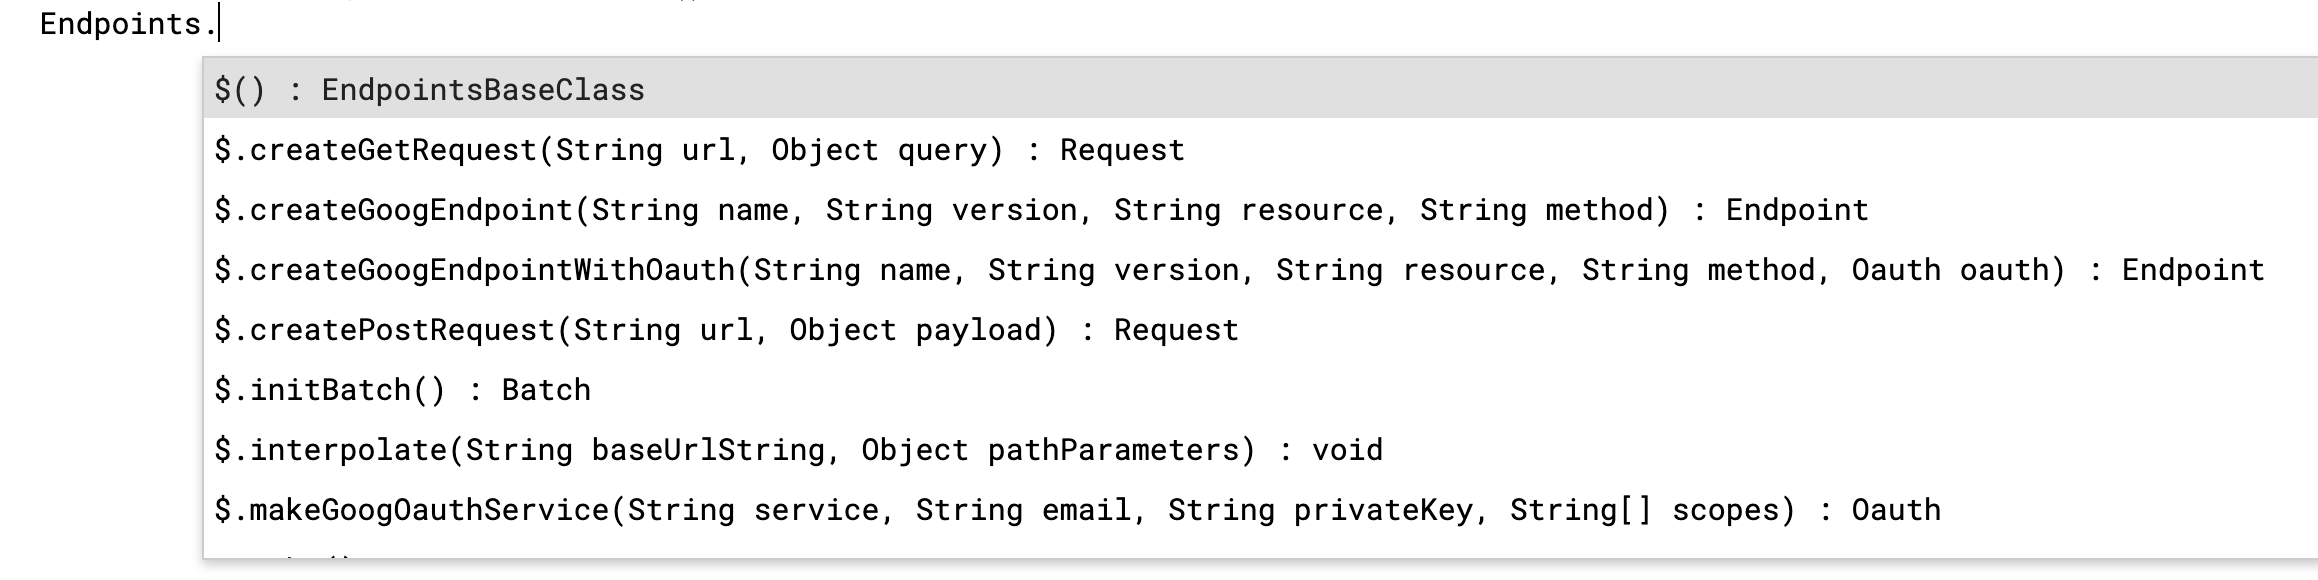 Endpoints.
$() : EndpointsBaseClass
$.createGetRequest(String url, Object query) : Request
$.createGoogEndpoint(String name, String version, String resource, String method) : Endpoint
$.createGoogEndpointWithOauth(String name, String version, String resource, String method, Oauth oauth) : Endpoint
$.createPostRequest(String url, Object payload) : Request
$.initBatch() : Batch
$.interpolate(String baseUrlString, Object pathParameters) : void
$.makeGoogOauthService(String service, String email, String privateKey, String[] scopes) : Oauth